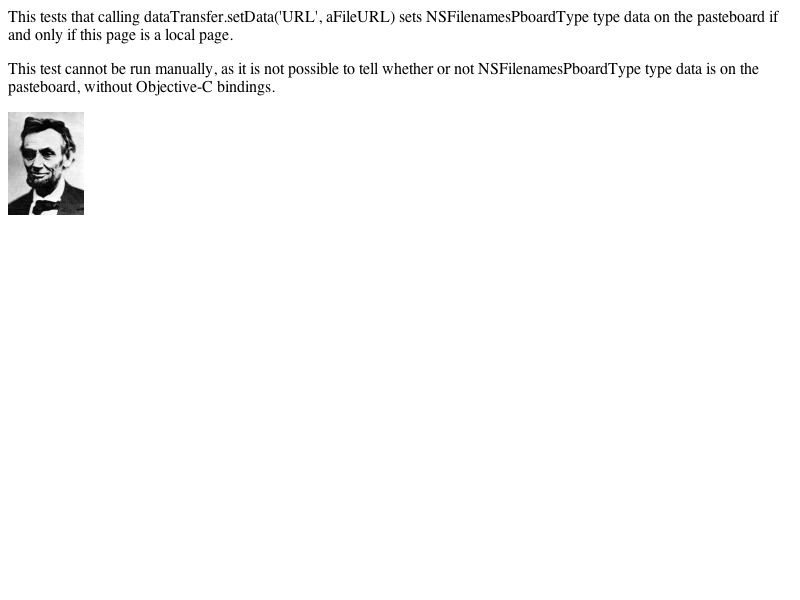 This tests that calling dataTransfer.setData('URL', aFileURL) sets NSFilenamesPboardType type data on the pasteboard if
and only if this page is a local page.
This test cannot be run manually, as it is not possible to tell whether or not NSFilenamesPboardType type data is on the
pasteboard, without Objective-C bindings.